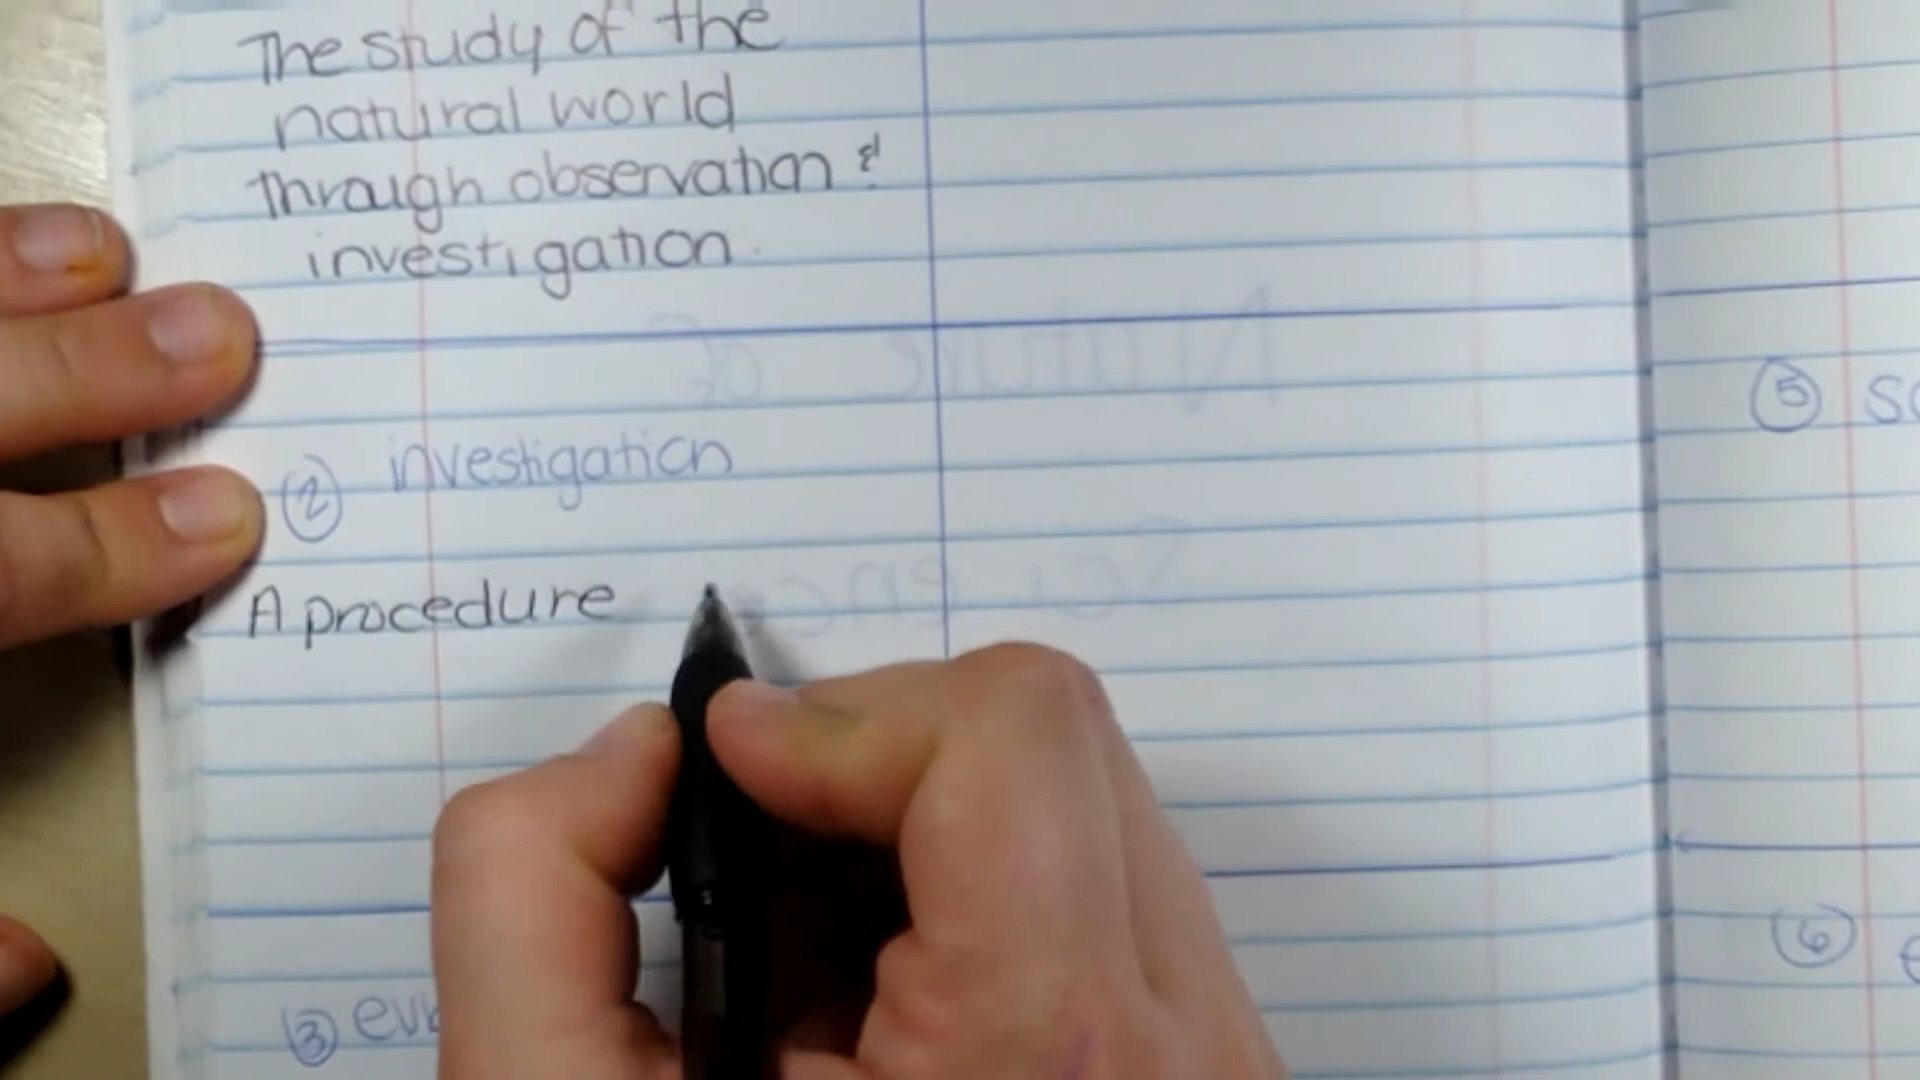 The study of the
natural world
through observation &
investigation.
② investigation
A procedure
③
⑤
⑥